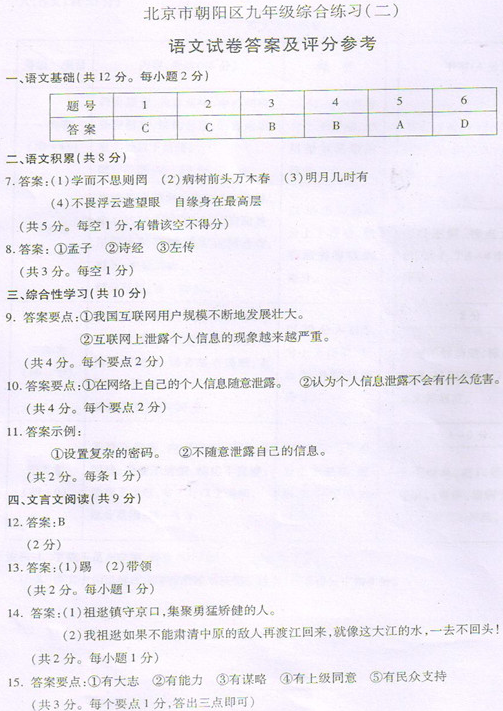 北京市朝阳区九年级综合练习(二)
语文试卷答案及评分参考
一、语文基础(共12分。每小题2分)
题号 1 2 3 4 5 6
答案 C C B B A D
二、语文积累(共8分)
7.答案:(1)学而不思则罔 (2)病树前头万木春 (3)明月几时有
(4)不畏浮云遮望眼 自缘身在最高层
(共5分。每空1分,有错该空不得分)
8.答案:①孟子 ②诗经 ③左传
(共3分。每空1分)
三、综合性学习(共10分)
9. 答案要点:①我国互联网用户规模不断地发展壮大。
②互联网上泄露个人信息的现象越来越严重。
(共4分。每个要点2分)
10.答案要点:①在网络上自己的个人信息随意泄露。 ②认为个人信息泄露不会有什么危害。
(共4分。每个要点2分)
11.答案示例:
①设置复杂的密码。 ②不随意泄露自己的信息。
(共2分。每条1分)
四、文言文阅读(共9分)
12.答案:B
(2分)
13.答案:(1)踢 (2)带领
(共2分。每小题1分)
14. 答案:(1)祖逖镇守京口,集聚勇猛矫健的人。
(2)我祖逖如果不能肃清中原的敌人再渡江回来,就像这大江的水,一去不回头!
(共2分。每小题1分)
15. 答案要点:①有大志 ②有能力 ③有谋略 ④有上级同意 ⑤有民众支持
(共3分。每个要点1分,答出三点即可)